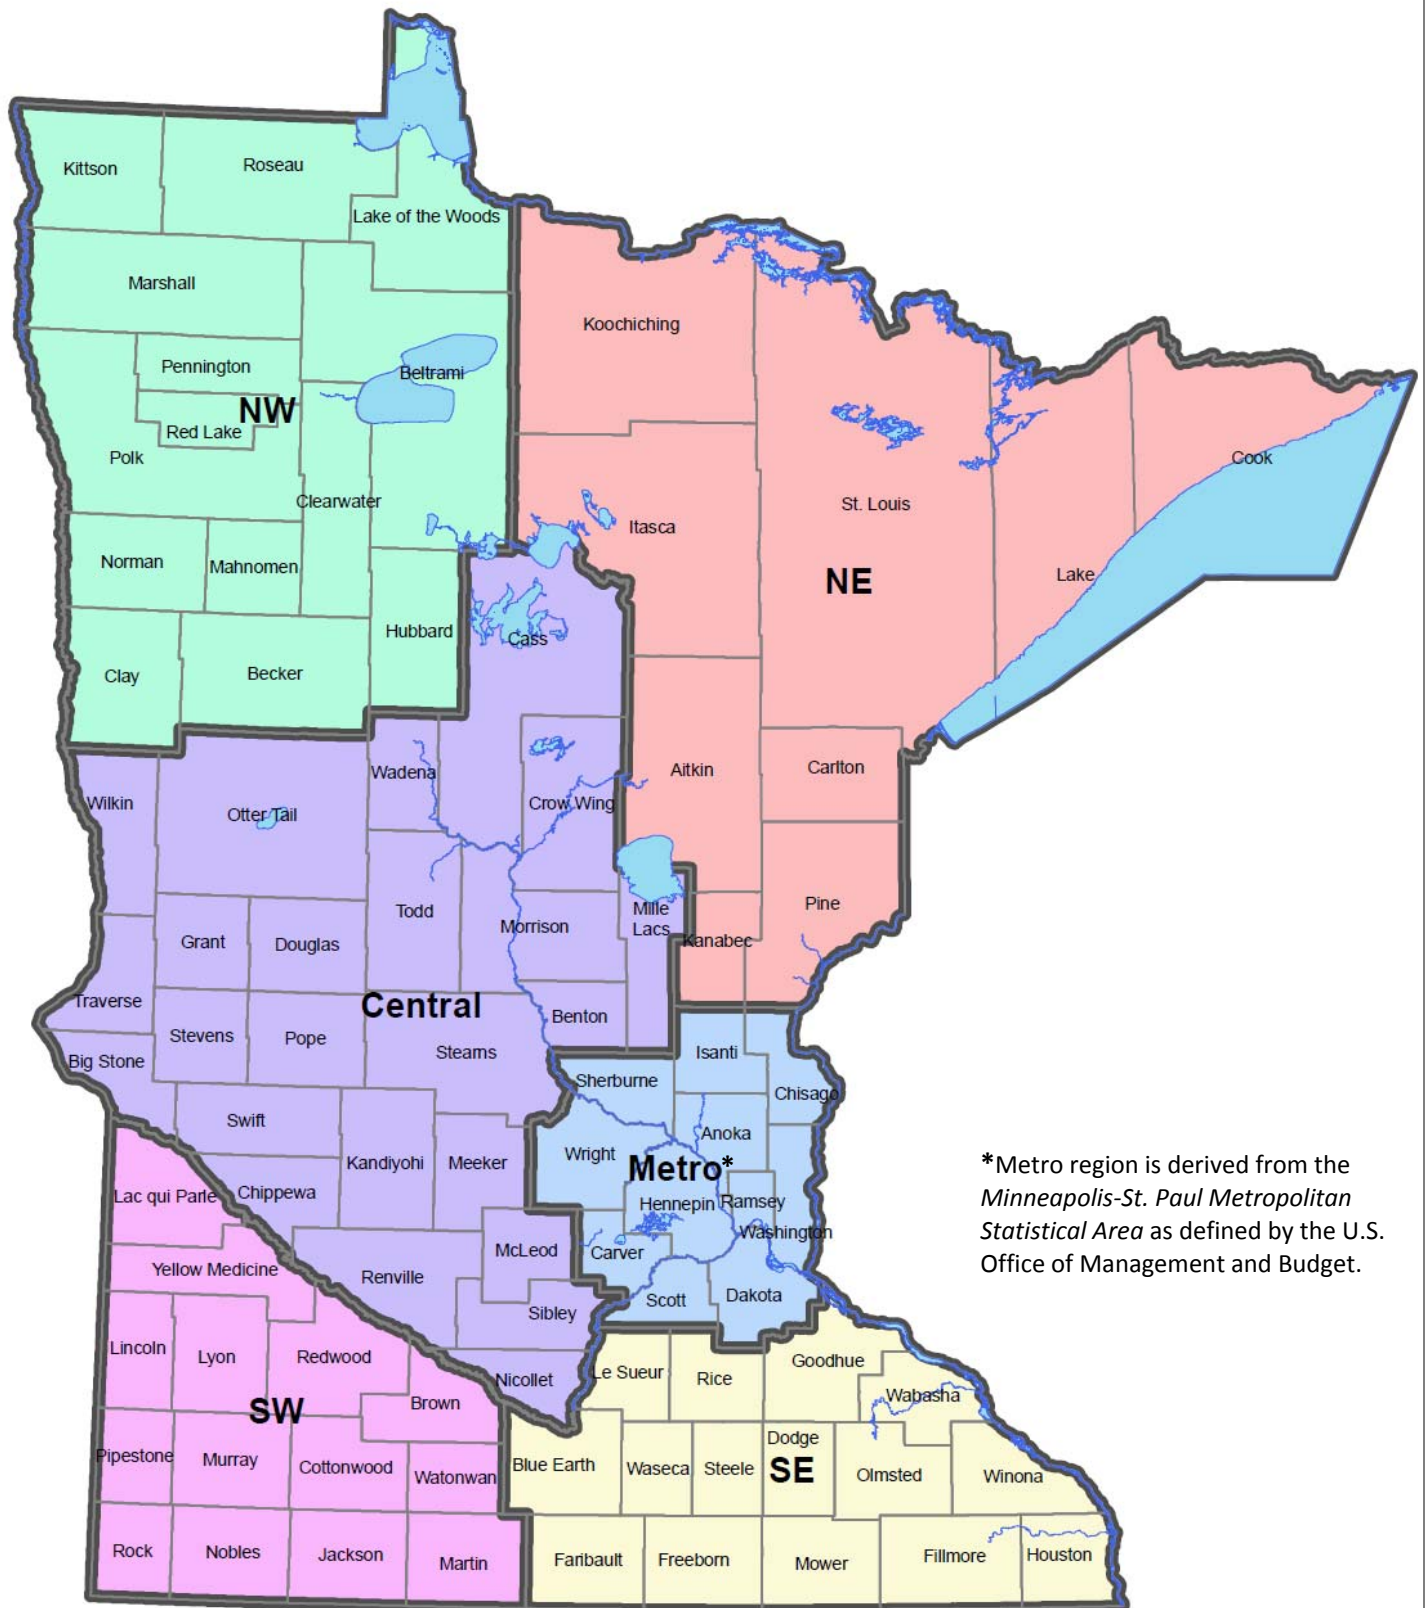 Kittson
Roseau
Lake of the Woods
Marshall
Koochiching
Pennington
Beltrami
NW
Red Lake
Polk
Cook
Clearwater
St. Louis
Itasca
Norman
Mahnomen
Lake
NE
Hubbard
Cass
Clay
Becker
Wadena
Aitkin
Carlton
Wilkin
Otter Tail
Crow Wing
Todd
Mille
Lacs
Pine
Morrison
Grant
Douglas
Kanabec
Traverse
Central
Benton
Stevens
Pope
Stearns
Isanti
Big Stone
Sherburne
Chisago
Swift
Anoka
Wright
Kandiyohi
Meeker
Metro*
Lac qui Parle
Chippewa
Hennepin
Ramsey
Washington
McLeod
Carver
Yellow Medicine
Renville
Scott
Dakota
Sibley
Lincoln
Lyon
Redwood
Le Sueur
Rice
Goodhue
Nicollet
Wabasha
SW
Brown
Dodge
Pipestone
Murray
Cottonwood
Watonwan
Blue Earth
Waseca
Steele
SE
Olmsted
Winona
Rock
Nobles
Jackson
Martin
Faribault
Freeborn
Mower
Fillmore
Houston
*Metro region is derived from the
Minneapolis-St. Paul Metropolitan
Statistical Area as defined by the U.S.
Office of Management and Budget.